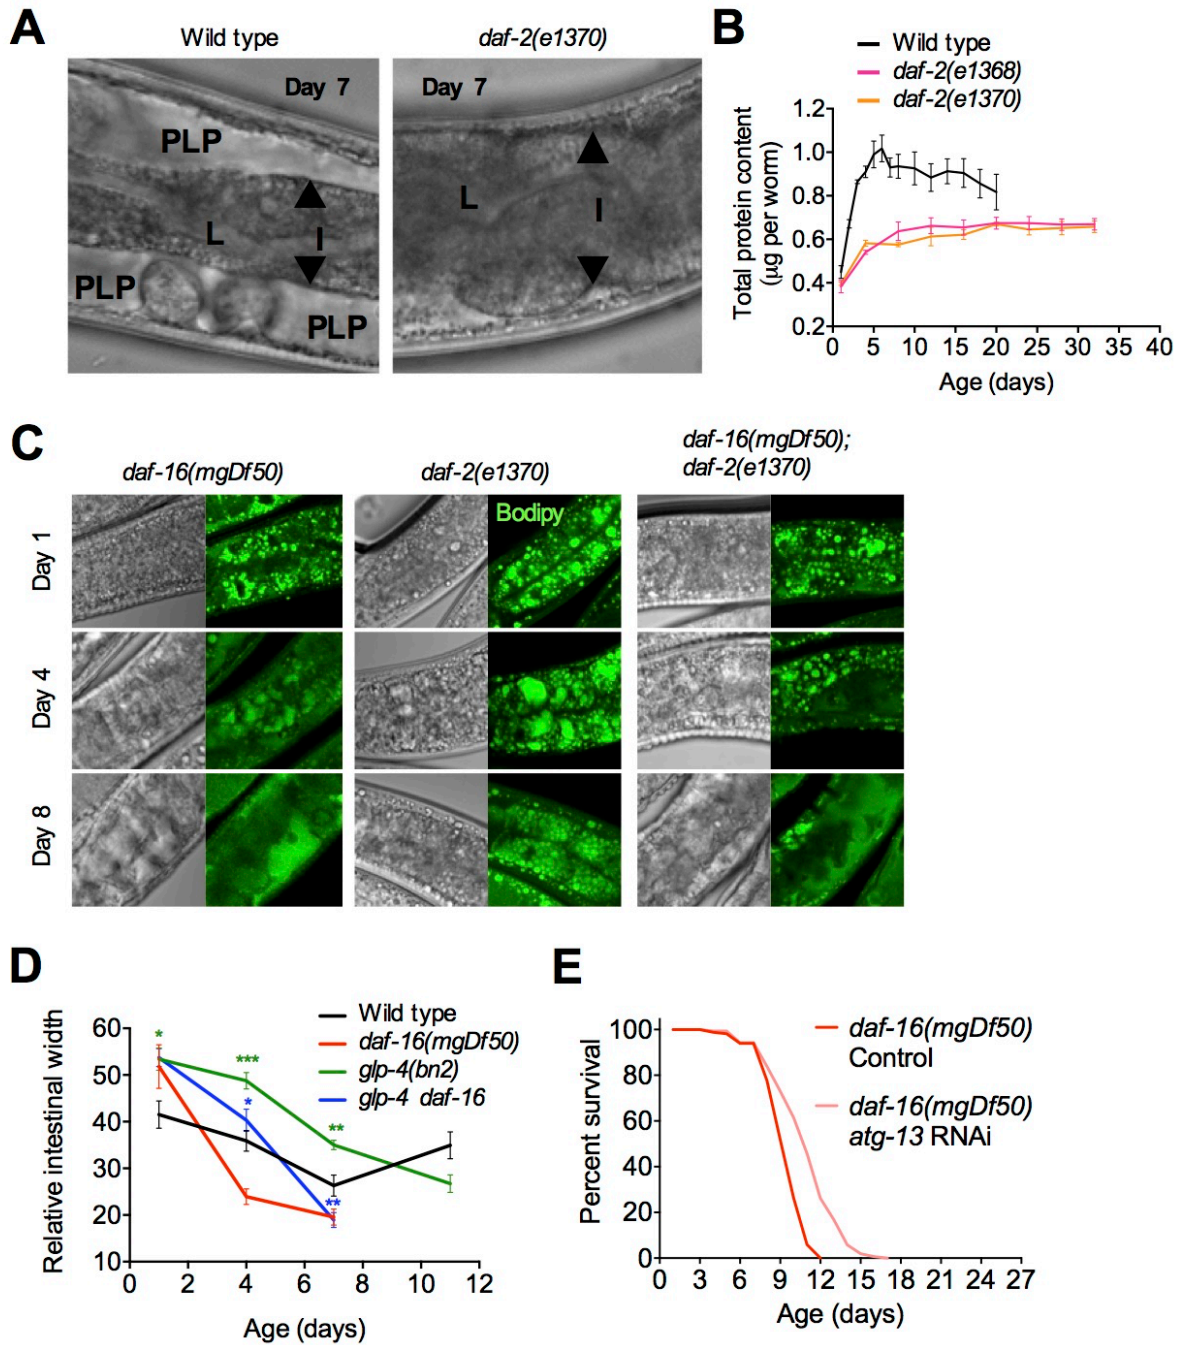 A
Wild type
daf-2(e1370)
Day 7
PLP
L
I
PLP
PLP
Day 7
L
I
B
Wild type
daf-2(e1368)
daf-2(e1370)
Total protein content
(µg per worm)
1.2
1.0
0.8
0.6
0.4
0.2
0 5 10 15 20 25 30 35 40
Age (days)
C
daf-16(mgDf50)
daf-2(e1370)
daf-16(mgDf50);
daf-2(e1370)
Bodipy
Day 1
Day 4
Day 8
D
Wild type
daf-16(mgDf50)
glp-4(bn2)
glp-4 daf-16
Relative intestinal width
60
50
40
30
20
10
*
***
*
**
**
0 2 4 6 8 10 12
Age (days)
E
daf-16(mgDf50)
Control
daf-16(mgDf50)
atg-13 RNAi
Percent survival
100
80
60
40
20
0
0 3 6 9 12 15 18 21 24 27
Age (days)